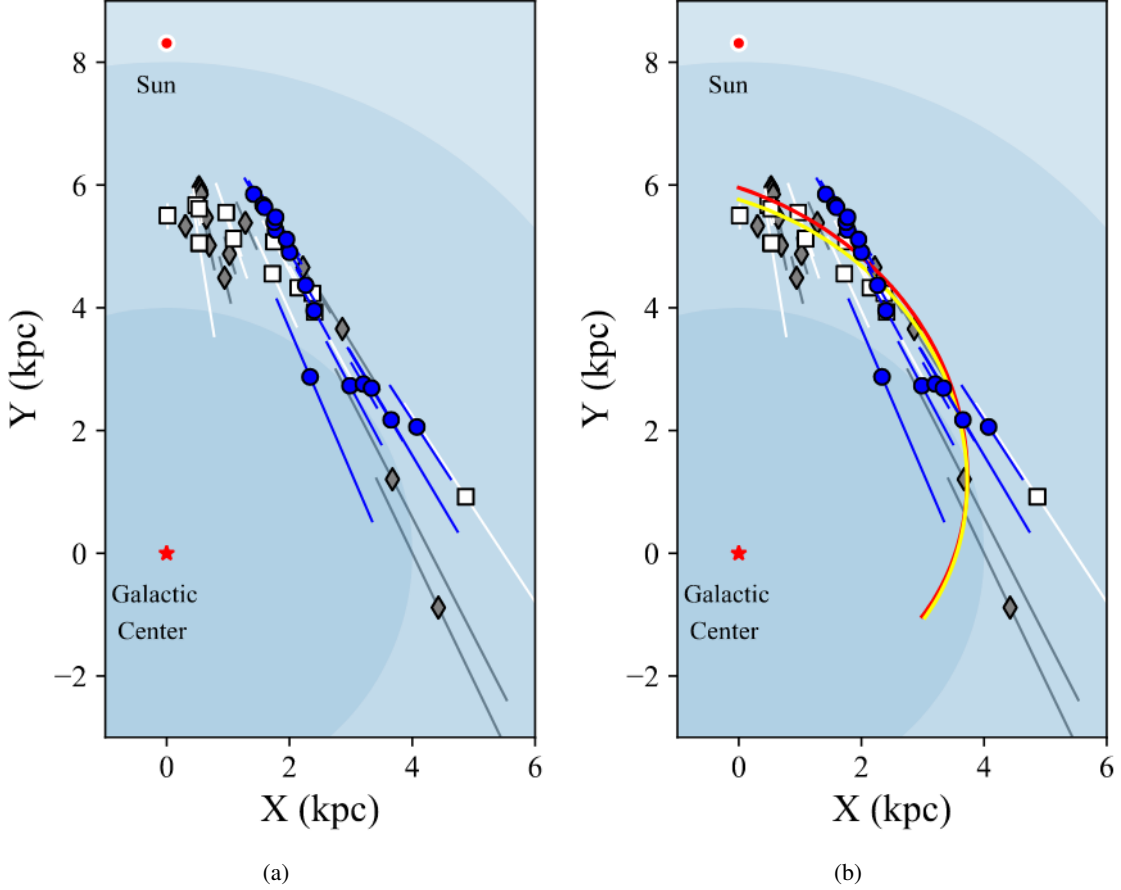 8
6
4
2
0
−2
Y (kpc)
Sun
Galactic
Center
0 2 4 6
X (kpc)
(a)
8
6
4
2
0
−2
Y (kpc)
Sun
Galactic
Center
0 2 4 6
X (kpc)
(b)